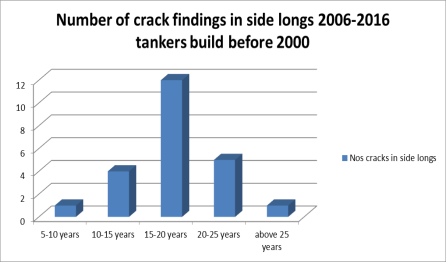 Number of crack findings in side longs 2006-2016
tankers build before 2000
12
10
8
6
4
2
0
5-10 years 10-15 years 15-20 years 20-25 years above 25
years
Nos cracks in side longs